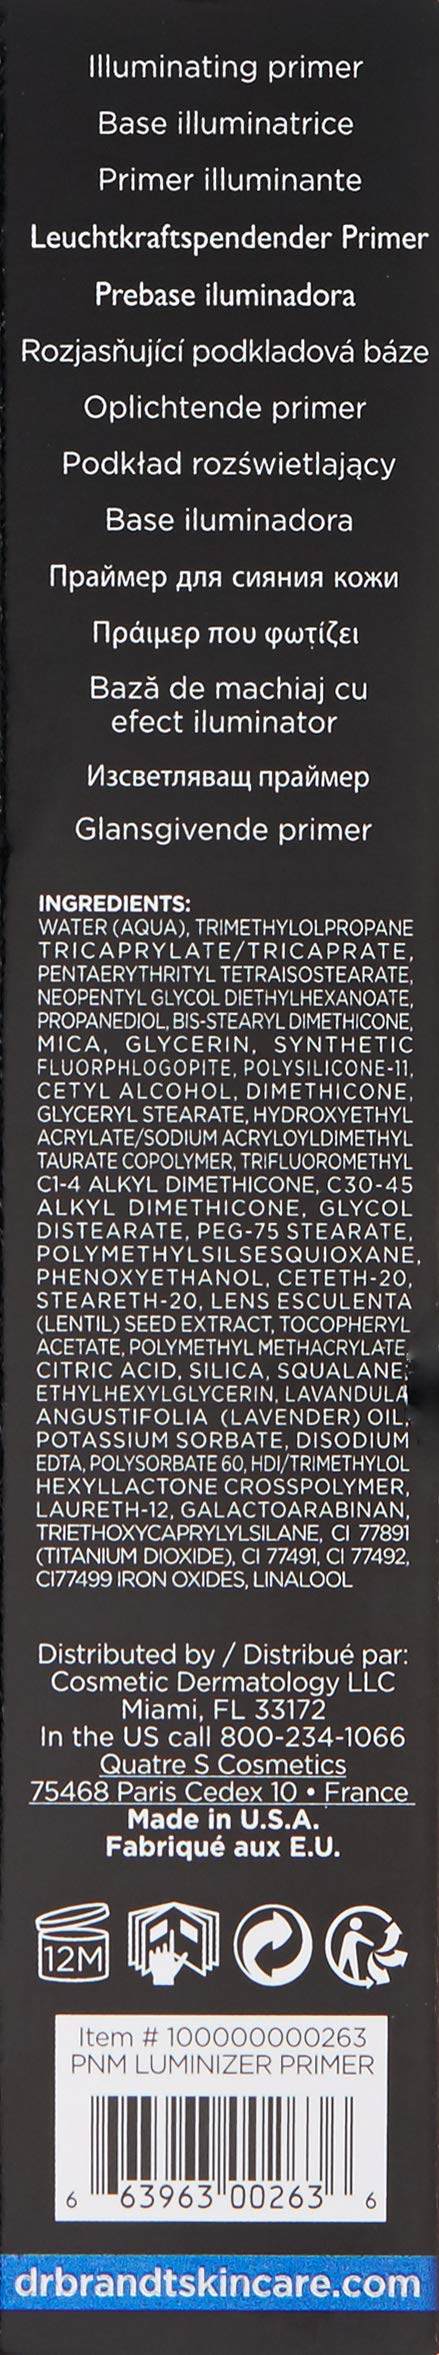 Illuminating primer
Base illuminatrice
Primer illuminante
Leuchtkraftspendender Primer
Prebase iluminadora
Rozjasňující podkladová báze
Oplichtende primer
Podkład rozświetlający
Base iluminadora
Праймер для сияния кожи
Πράιμερ που φωτίζει
Bază de machiaj cu
efect iluminator
Изсветляващ праймер
Glansgivende primer
INGREDIENTS:
WATER (AQUA), TRIMETHYLOLPROPANE
TRICAPRYLATE/TRICAPRATE,
PENTAERYTHRITYL TETRAISOSTEARATE,
NEOPENTYL GLYCOL DIETHYLHEXANOATE,
PROPANEDIOL, BIS-STEARYL DIMETHICONE,
MICA, GLYCERIN, SYNTHETIC
FLUORPHLOGOPITE, POLYSILICONE-11,
CETYL ALCOHOL, DIMETHICONE,
GLYCERYL STEARATE, HYDROXYETHYL
ACRYLATE/SODIUM ACRYLOYLDIMETHYL
TAURATE COPOLYMER, TRIFLUOROMETHYL
C1-4 ALKYL DIMETHICONE, C30-45
ALKYL DIMETHICONE, GLYCOL
DISTEARATE, PEG-75 STEARATE,
POLYMETHYLSILSESQUIOXANE,
PHENOXYETHANOL, CETETH-20,
STEARETH-20, LENS ESCULENTA
(LENTIL) SEED EXTRACT, TOCOPHERYL
ACETATE, POLYMETHYL METHACRYLATE,
CITRIC ACID, SILICA, SQUALANE,
ETHYLHEXYLGLYCERIN, LAVANDULA
ANGUSTIFOLIA (LAVENDER) OIL,
POTASSIUM SORBATE, DISODIUM
EDTA, POLYSORBATE 60, HDI/TRIMETHYLOL
HEXYLLACTONE CROSSPOLYMER,
LAURETH-12, GALACTOARABINAN,
TRIETHOXYCAPRYLYLSILANE, CI 77891
(TITANIUM DIOXIDE), CI 77491, CI 77492,
CI77499 IRON OXIDES, LINALOOL
Distributed by / Distribué par:
Cosmetic Dermatology LLC
Miami, FL 33172
In the US call 800-234-1066
Quatre S Cosmetics
75468 Paris Cedex 10 • France
Made in U.S.A.
Fabriqué aux E.U.
12M
Item # 100000000263
PNM LUMINIZER PRIMER
6 63963 00263 6
drbrandtskincare.com